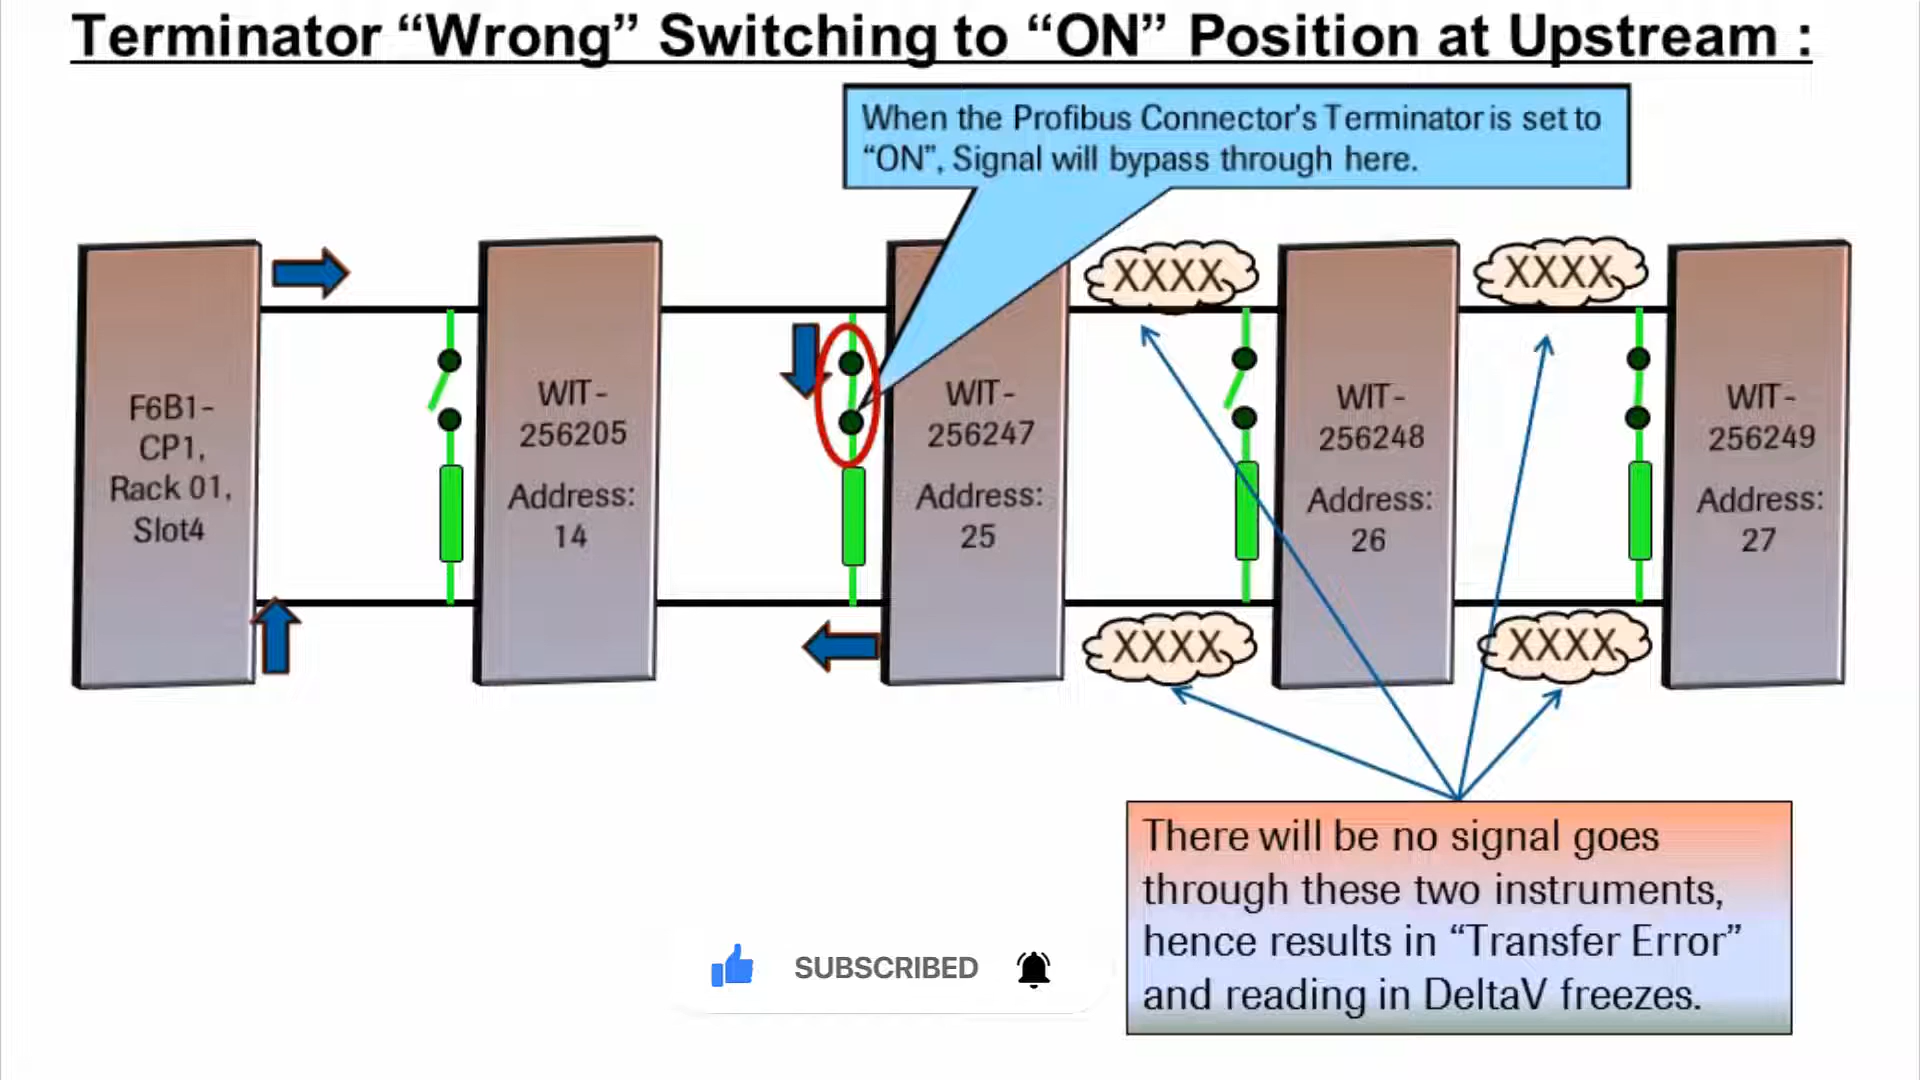 Terminator “Wrong” Switching to “ON” Position at Upstream :
When the Profibus Connector's Terminator is set to
“ON”, Signal will bypass through here.
XXXX
XXXX
F6B1-
CP1,
Rack 01,
Slot4
WIT-
256205
Address:
14
WIT-
256247
Address:
25
WIT-
256248
Address:
26
WIT-
256249
Address:
27
XXXX
XXXX
There will be no signal goes
through these two instruments,
hence results in “Transfer Error”
and reading in DeltaV freezes.
SUBSCRIBED